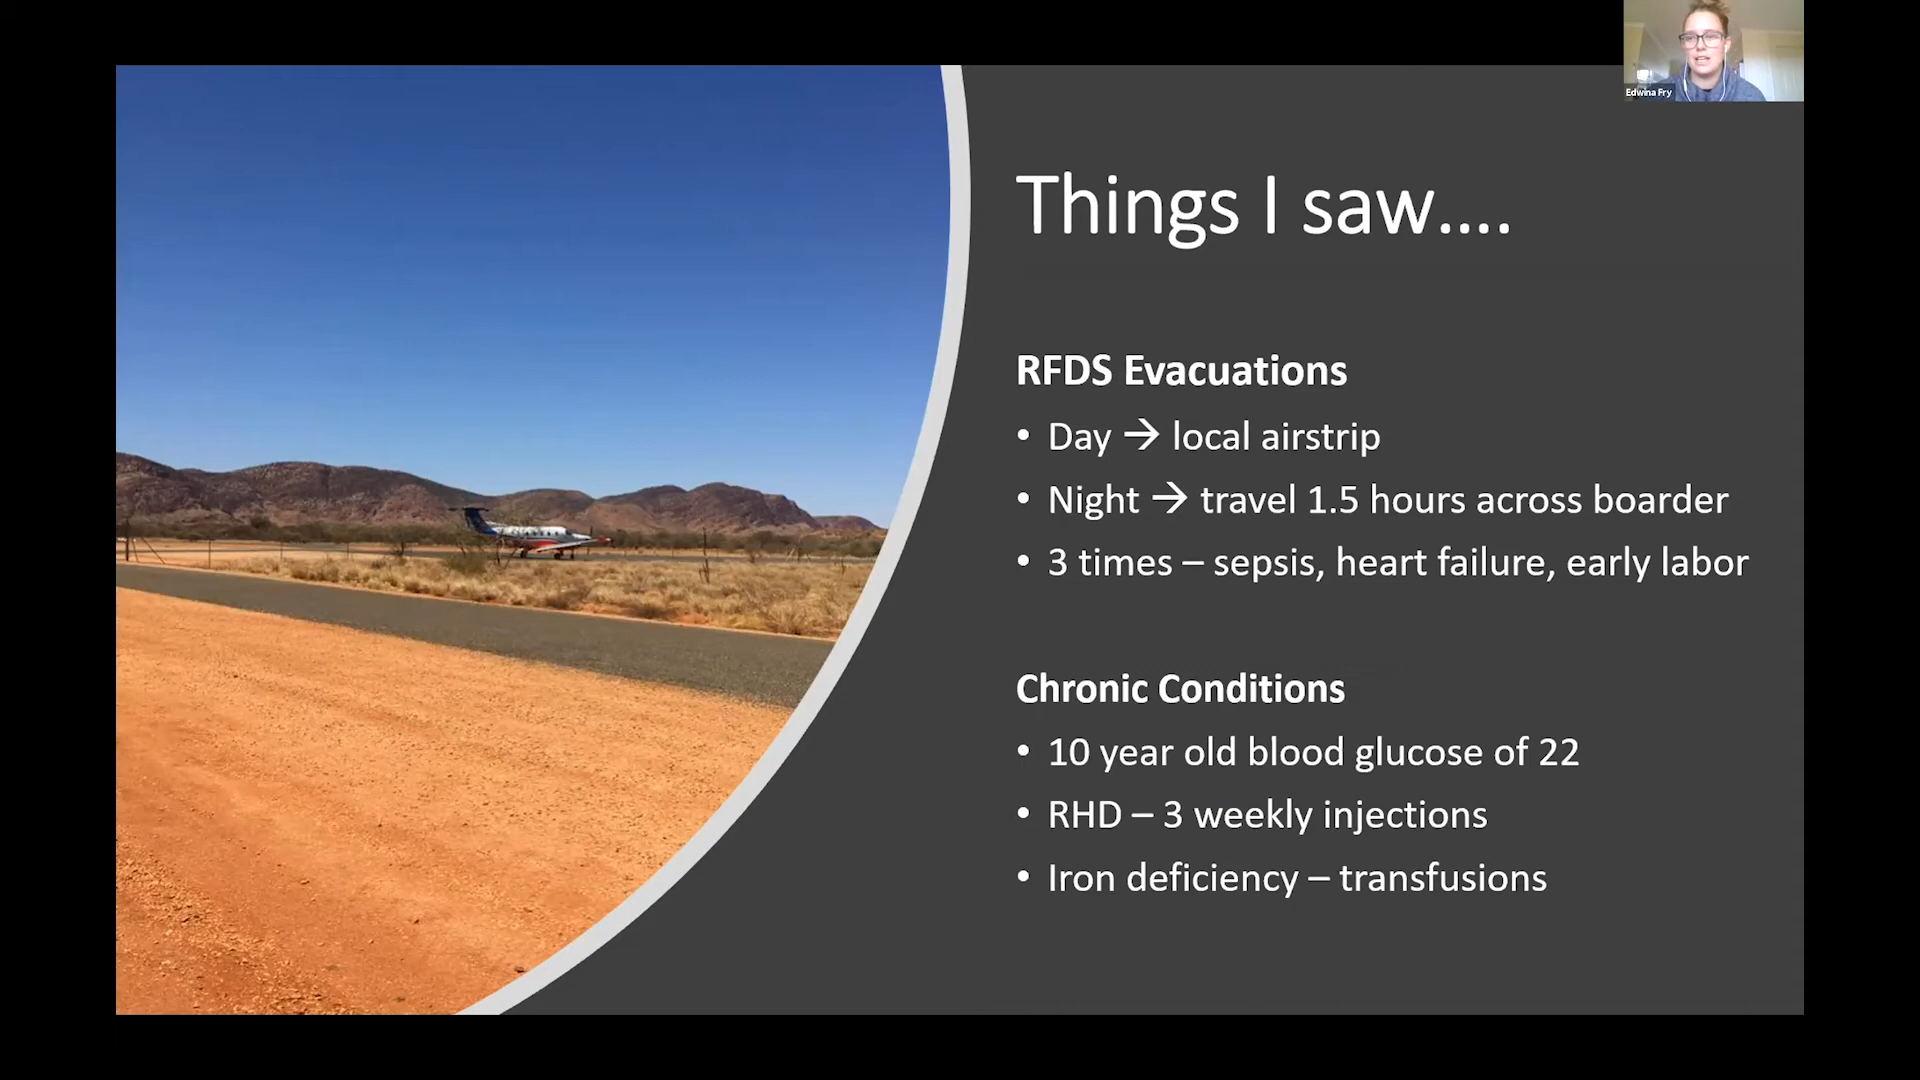 Edwina Fry
Things I saw....
RFDS Evacuations
• Day → local airstrip
• Night → travel 1.5 hours across boarder
• 3 times – sepsis, heart failure, early labor
Chronic Conditions
• 10 year old blood glucose of 22
• RHD – 3 weekly injections
• Iron deficiency – transfusions